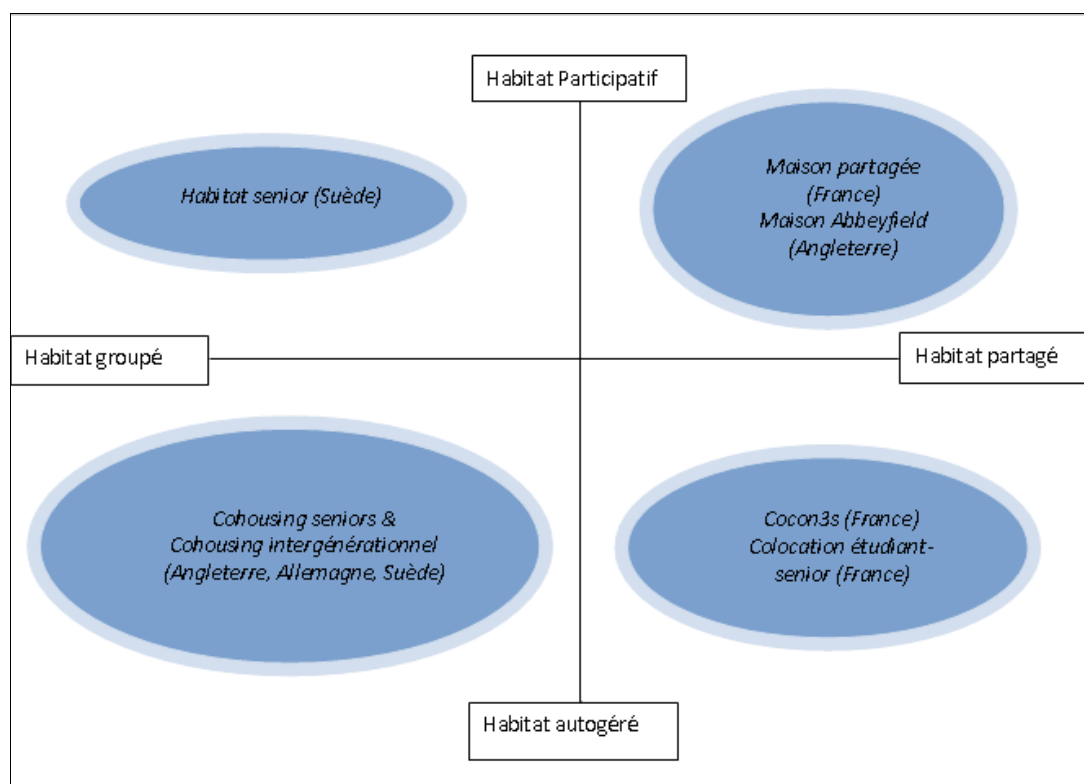 Habitat Participatif
Habitat senior (Suède)
Maison partagée
(France)
Maison Abbeyfield
(Angleterre)
Habitat groupé
Habitat partagé
Cohousing seniors &
Cohousing intergénérationnel
(Angleterre, Allemagne, Suède)
Cocon3s (France)
Colocation étudiant-
senior (France)
Habitat autogéré